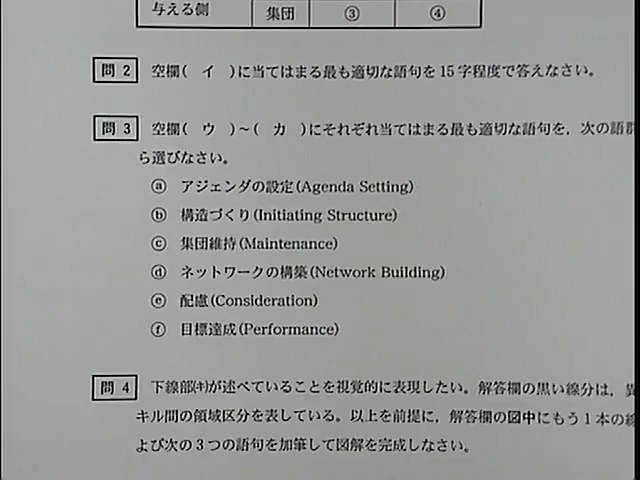 与える側 集団 ③ ④
問 2 空欄( イ )に当てはまる最も適切な語句を 15 字程度で答えなさい。
問 3 空欄( ウ )~( カ )にそれぞれ当てはまる最も適切な語句を，次の語群
ら選びなさい。
ⓐ アジェンダの設定(Agenda Setting)
ⓑ 構造づくり(Initiating Structure)
ⓒ 集団維持(Maintenance)
ⓓ ネットワークの構築(Network Building)
ⓔ 配慮(Consideration)
ⓕ 目標達成(Performance)
問 4 下線部(キ)が述べていることを視覚的に表現したい。解答欄の黒い線分は，異
キル間の領域区分を表している。以上を前提に，解答欄の図中にもう 1 本の線
よび次の 3 つの語句を加筆して図解を完成しなさい。